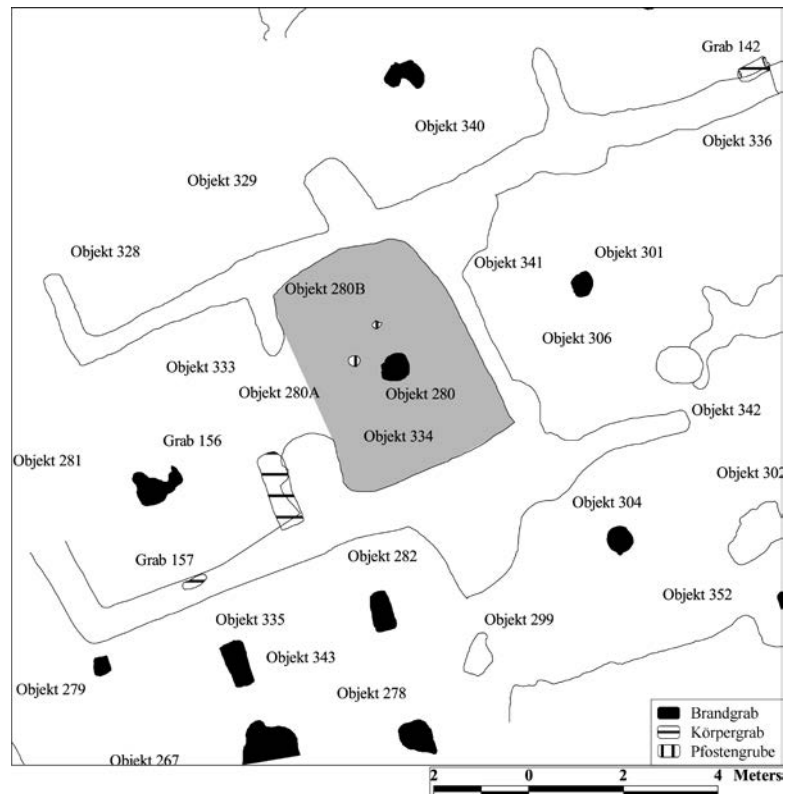 Grab 142
Objekt 340
Objekt 336
Objekt 329
Objekt 328
Objekt 341
Objekt 301
Objekt 280B
Objekt 306
Objekt 333
Objekt 280A
Objekt 280
Objekt 342
Grab 156
Objekt 334
Objekt 281
Objekt 302
Objekt 304
Grab 157
Objekt 282
Objekt 352
Objekt 335
Objekt 299
Objekt 343
Objekt 279
Objekt 278
Objekt 267
Brandgrab
Körpergrab
Pfostengrube
2 0 2 4 Meters